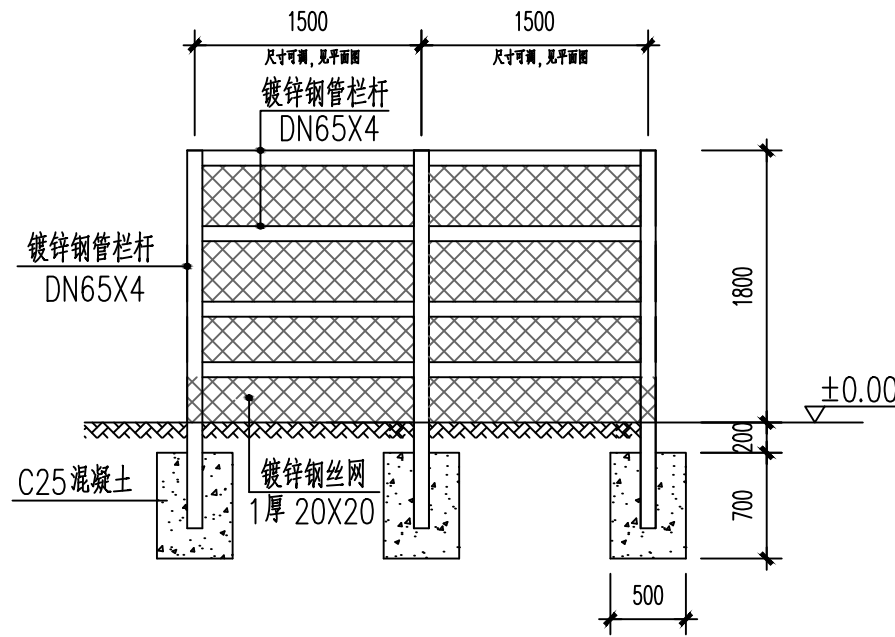 1500
1500
尺寸可调,见平面图
尺寸可调,见平面图
镀锌钢管栏杆
DN65X4
镀锌钢管栏杆
DN65X4
1800
±0.00
200
C25混凝土
镀锌钢丝网
1厚 20X20
700
500